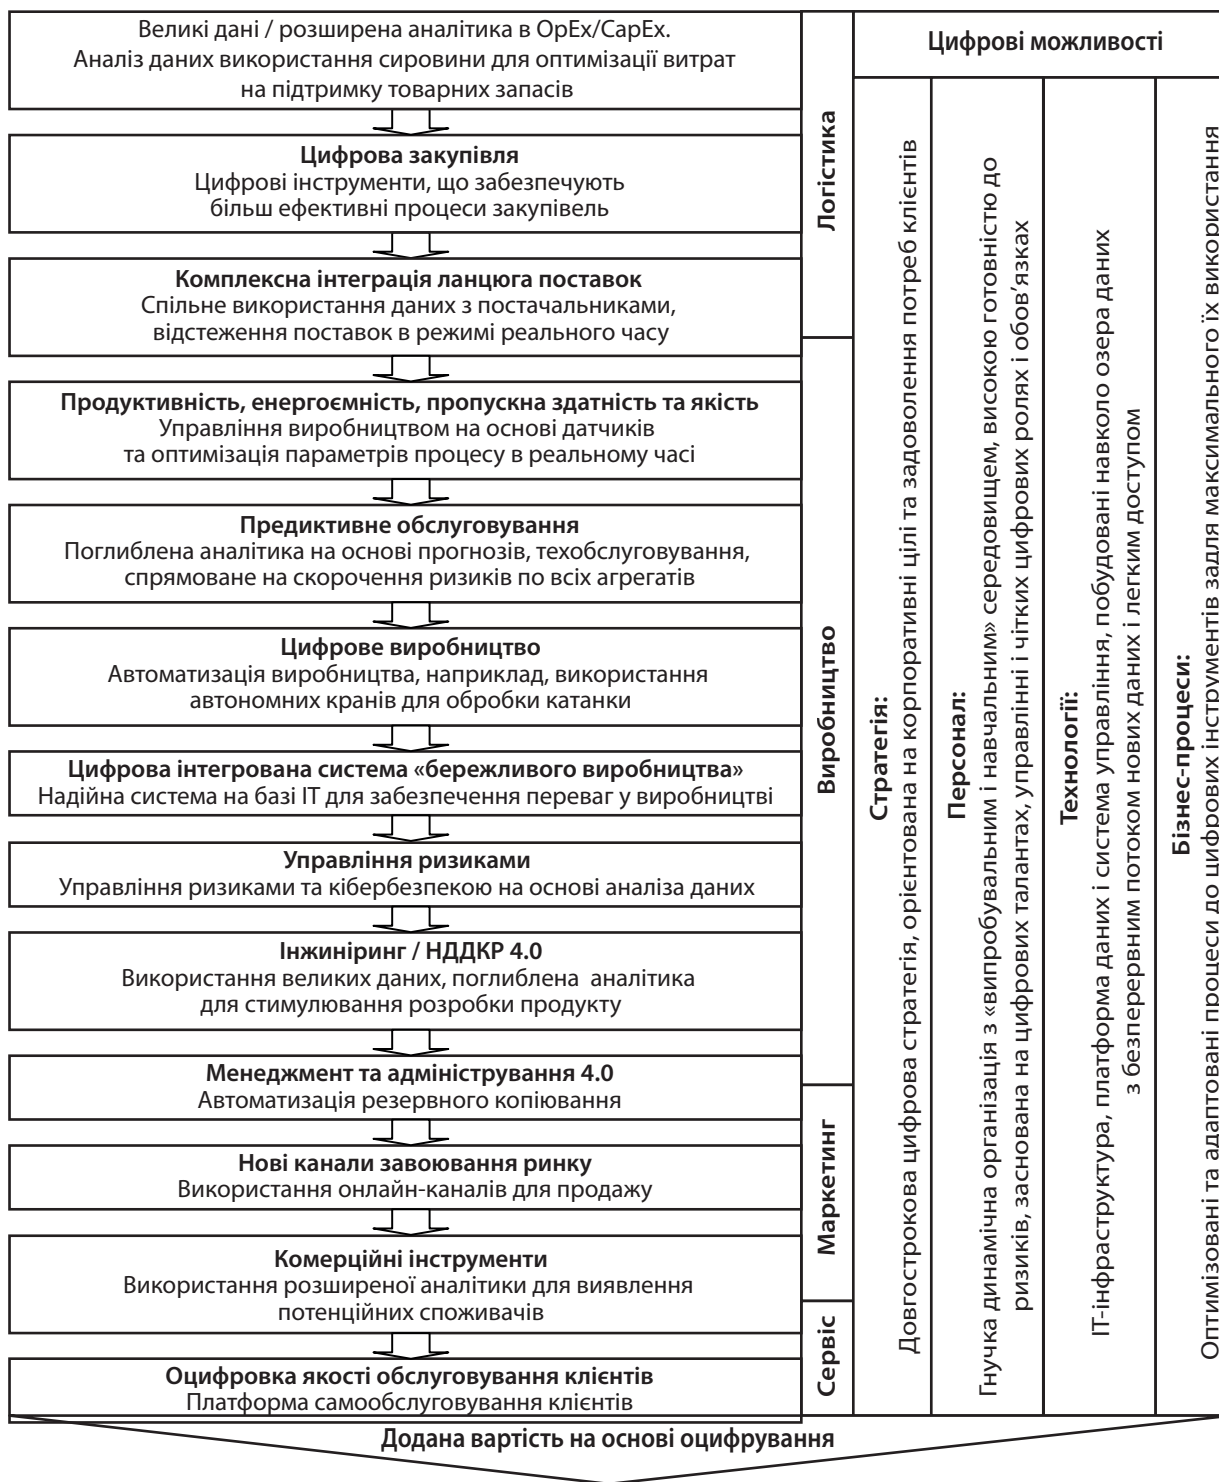 Великі дані / розширена аналітика в OpEx/CapEx.
Аналіз даних використання сировини для оптимізації витрат
на підтримку товарних запасів
Цифрова закупівля
Цифрові інструменти, що забезпечують
більш ефективні процеси закупівель
Комплексна інтеграція ланцюга поставок
Спільне використання даних з постачальниками,
відстеження поставок в режимі реального часу
Продуктивність, енергоємність, пропускна здатність та якість
Управління виробництвом на основі датчиків
та оптимізація параметрів процесу в реальному часі
Предиктивне обслуговування
Поглиблена аналітика на основі прогнозів, техобслуговування,
спрямоване на скорочення ризиків по всіх агрегатів
Цифрове виробництво
Автоматизація виробництва, наприклад, використання
автономних кранів для обробки катанки
Цифрова інтегрована система «бережливого виробництва»
Надійна система на базі ІТ для забезпечення переваг у виробництві
Управління ризиками
Управління ризиками та кібербезпекою на основі аналіза даних
Інжиніринг / НДДКР 4.0
Використання великих даних, поглиблена аналітика
для стимулювання розробки продукту
Менеджмент та адміністрування 4.0
Автоматизація резервного копіювання
Нові канали завоювання ринку
Використання онлайн-каналів для продажу
Комерційні інструменти
Використання розширеної аналітики для виявлення
потенційних споживачів
Оцифровка якості обслуговування клієнтів
Платформа самообслуговування клієнтів
Логістика
Виробництво
Маркетинг
Сервіс
Цифрові можливості
Стратегія:
Довгострокова цифрова стратегія, орієнтована на корпоративні цілі та задоволення потреб клієнтів
Персонал:
Гнучка динамічна організація з «випробувальним і навчальним» середовищем, високою готовністю до
ризиків, заснована на цифрових талантах, управлінні і чітких цифрових ролях і обов’язках
Технології:
ІТ-інфраструктура, платформа даних і система управління, побудовані навколо озера даних
з безперервним потоком нових даних і легким доступом
Бізнес-процеси:
Оптимізовані та адаптовані процеси до цифрових інструментів задля максимального їх використання
Додана вартість на основі оцифрування